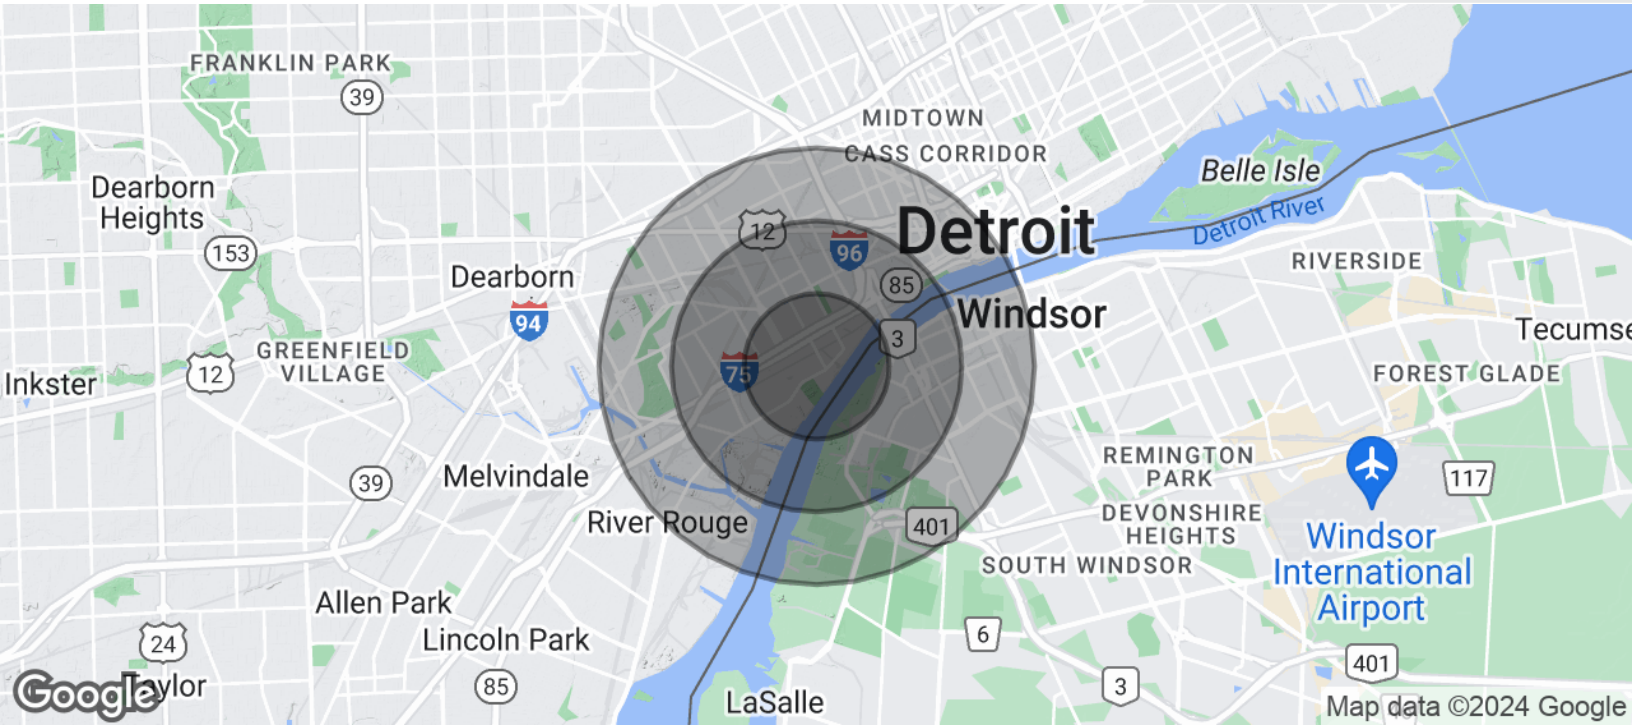 FRANKLIN PARK
39
MIDTOWN
CASS CORRIDOR
Belle Isle
Dearborn
Heights
Detroit River
12
Detroit
153
96
RIVERSIDE
Dearborn
85
Windsor
94
3
Tecumse
GREENFIELD
VILLAGE
12
75
Inkster
FOREST GLADE
REMINGTON
PARK
Melvindale
39
117
River Rouge
401
DEVONSHIRE
HEIGHTS
Windsor
International
Airport
SOUTH WINDSOR
Allen Park
24
Lincoln Park
6
401
Google
Taylor
85
3
LaSalle
Map data ©2024 Google